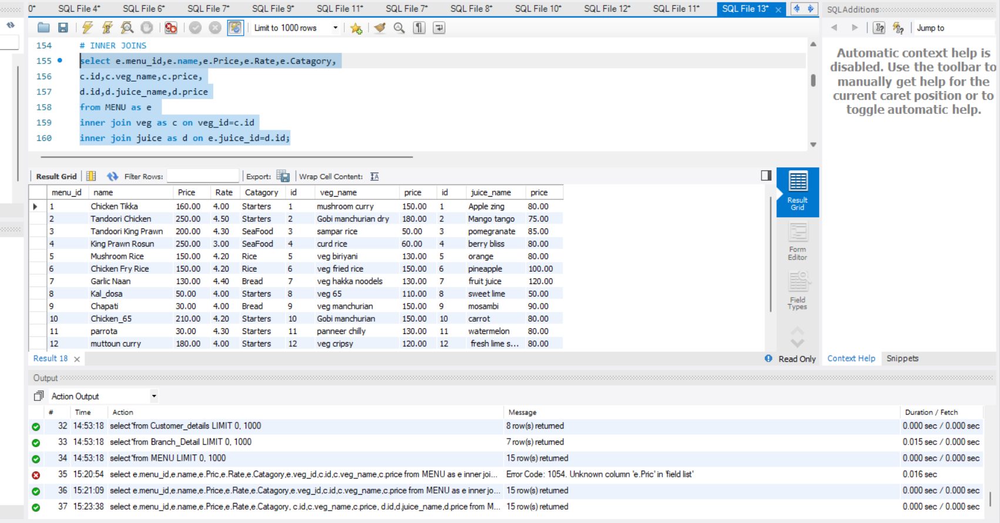 0* SQL File 4* SQL File 6* SQL File 7* SQL File 9* SQL File 11* SQL File 7* SQL File 8* SQL File 10* SQL File 12* SQL File 11* SQL File 13* SQLAdditions
Limit to 1000 rows Jump to
154 # INNER JOINS
155 select e.menu_id,e.name,e.Price,e.Rate,e.Catagory,
156 c.id,c.veg_name,c.price,
157 d.id,d.juice_name,d.price
158 from MENU as e
159 inner join veg as c on veg_id=c.id
160 inner join juice as d on e.juice_id=d.id;
Automatic context help is
disabled. Use the toolbar to
manually get help for the
current caret position or to
toggle automatic help.
Result Grid Filter Rows: Export: Wrap Cell Content:
menu_id name Price Rate Catagory id veg_name price id juice_name price
1 Chicken Tikka 160.00 4.00 Starters 1 mushroom curry 150.00 1 Apple zing 80.00
2 Tandoori Chicken 250.00 4.50 Starters 2 Gobi manchurian dry 180.00 2 Mango tango 75.00
3 Tandoori King Prawn 200.00 4.30 SeaFood 3 sampar rice 50.00 3 pomegranate 85.00
4 King Prawn Rosun 250.00 3.00 SeaFood 4 curd rice 60.00 4 berry bliss 80.00
5 Mushroom Rice 150.00 4.20 Rice 5 veg biriyani 130.00 5 orange 80.00
6 Chicken Fry Rice 150.00 4.20 Rice 6 veg fried rice 150.00 6 pineapple 100.00
7 Garlic Naan 130.00 4.40 Bread 7 veg hakka noodels 130.00 7 fruit juice 120.00
8 Kal_dosa 50.00 4.00 Starters 8 veg 65 110.00 8 sweet lime 50.00
9 Chapati 30.00 4.00 Bread 9 veg manchurian 150.00 9 mosambi 90.00
10 Chicken_65 210.00 4.20 Starters 10 Gobi manchurian 150.00 10 carrot 80.00
11 parrota 30.00 4.30 Starters 11 panneer chilly 130.00 11 watermelon 80.00
12 muttoun curry 180.00 4.00 Starters 12 veg cripsy 120.00 12 fresh lime s... 80.00
Result
Grid
Form
Editor
Field
Types
Result 18 Read Only Context Help Snippets
Output
Action Output
# Time Action Message Duration / Fetch
32 14:53:18 select*from Customer_details LIMIT 0, 1000 8 row(s) returned 0.000 sec / 0.000 sec
33 14:53:18 select*from Branch_Detail LIMIT 0, 1000 7 row(s) returned 0.015 sec / 0.000 sec
34 14:53:18 select*from MENU LIMIT 0, 1000 15 row(s) returned 0.000 sec / 0.000 sec
35 15:20:54 select e.menu_id,e.name,e.Pric,e.Rate,e.Catagory,e.veg_id,c.id,c.veg_name,c.price from MENU as e inner joi... Error Code: 1054. Unknown column 'e.Pric' in 'field list' 0.016 sec
36 15:21:09 select e.menu_id,e.name,e.Price,e.Rate,e.Catagory,e.veg_id,c.id,c.veg_name,c.price from MENU as e inner jo... 15 row(s) returned 0.000 sec / 0.000 sec
37 15:23:38 select e.menu_id,e.name,e.Price,e.Rate,e.Catagory, c.id,c.veg_name,c.price, d.id,d.juice_name,d.price from M... 15 row(s) returned 0.000 sec / 0.000 sec